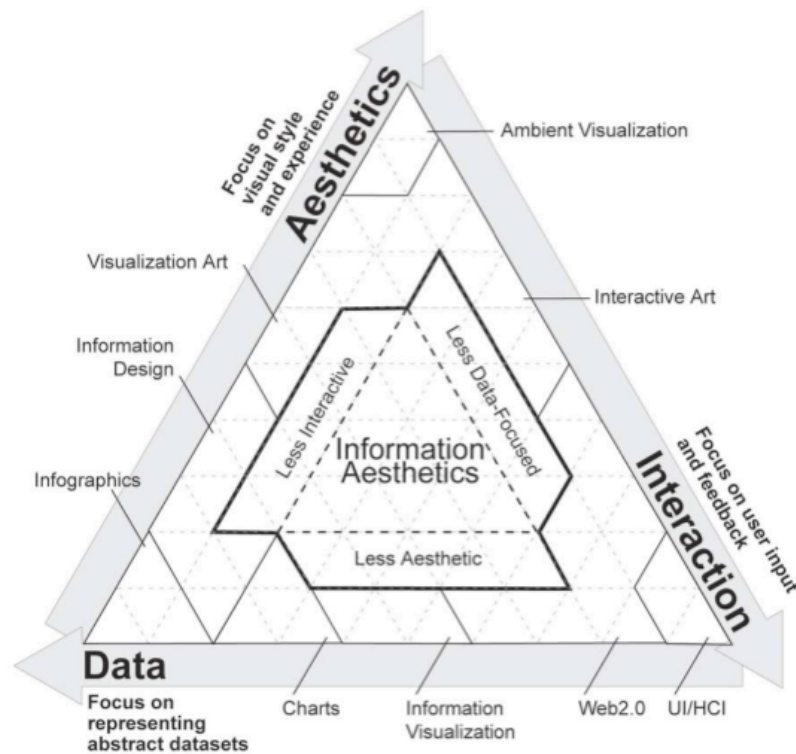 Aesthetics
Focus on
visual style
and experience
Ambient Visualization
Visualization Art
Interactive Art
Information
Design
Less Interactive
Less Data-Focused
Information
Aesthetics
Infographics
Less Aesthetic
Focus on user input
and feedback
Interaction
Data
Focus on
representing
abstract datasets
Charts
Information
Visualization
Web2.0
UI/HCI